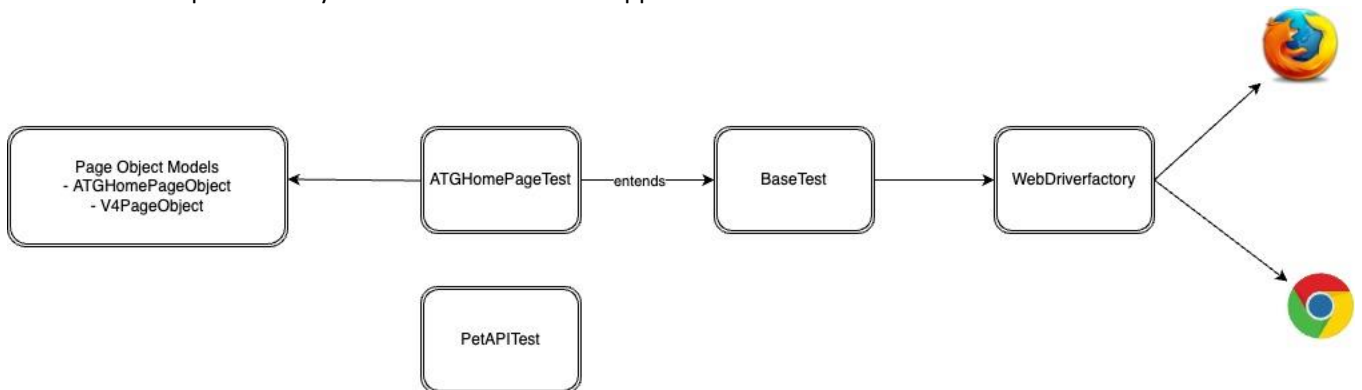 Page Object Models
- ATGHomePageObject
- V4PageObject
ATGHomePageTest
entends
BaseTest
WebDriverfactory
PetAPITest